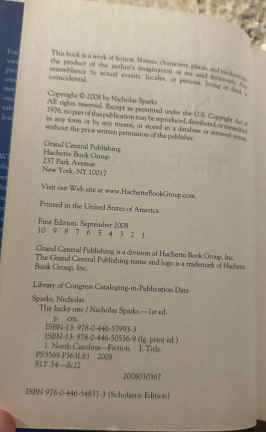 This book is a work of fiction. Names, characters, places, and incidents are
the product of the author's imagination or are used fictitiously. Any
resemblance to actual events, locales, or persons, living or dead, is
coincidental.
Copyright © 2008 by Nicholas Sparks
All rights reserved. Except as permitted under the U.S. Copyright Act of
1976, no part of this publication may be reproduced, distributed, or transmitted
in any form or by any means, or stored in a database or retrieval system,
without the prior written permission of the publisher.
Grand Central Publishing
Hachette Book Group
237 Park Avenue
New York, NY 10017
Visit our Web site at www.HachetteBookGroup.com.
Printed in the United States of America
First Edition: September 2008
10 9 8 7 6 5 4 3 2 1
Grand Central Publishing is a division of Hachette Book Group, Inc.
The Grand Central Publishing name and logo is a trademark of Hachette
Book Group, Inc.
Library of Congress Cataloging-in-Publication Data
Sparks, Nicholas.
The lucky one / Nicholas Sparks.—1st ed.
p. cm.
ISBN-13: 978-0-446-57993-3
ISBN-13: 978-0-446-50536-9 (lg. print ed.)
1. North Carolina—Fiction. I. Title.
PS3569.P363L83 2008
813'.54—dc22
2008030367
ISBN 978-0-446-54837-3 (Scholastic Edition)